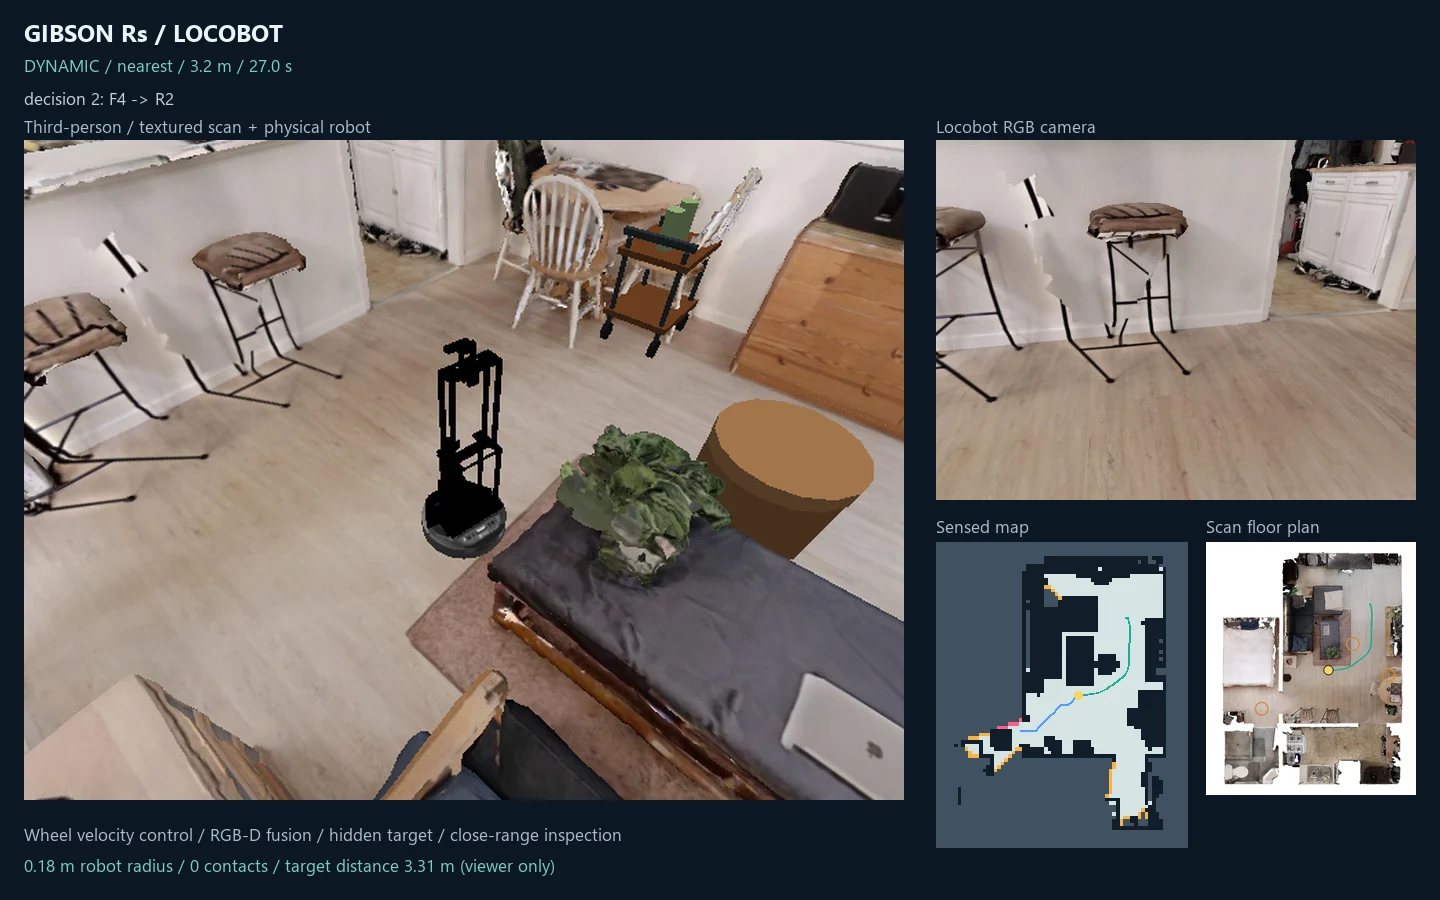 GIBSON Rs / LOCOBOT
DYNAMIC / nearest / 3.2 m / 27.0 s
decision 2: F4 -> R2
Third-person / textured scan + physical robot
Locobot RGB camera
Sensed map
Scan floor plan
Wheel velocity control / RGB-D fusion / hidden target / close-range inspection
0.18 m robot radius / 0 contacts / target distance 3.31 m (viewer only)